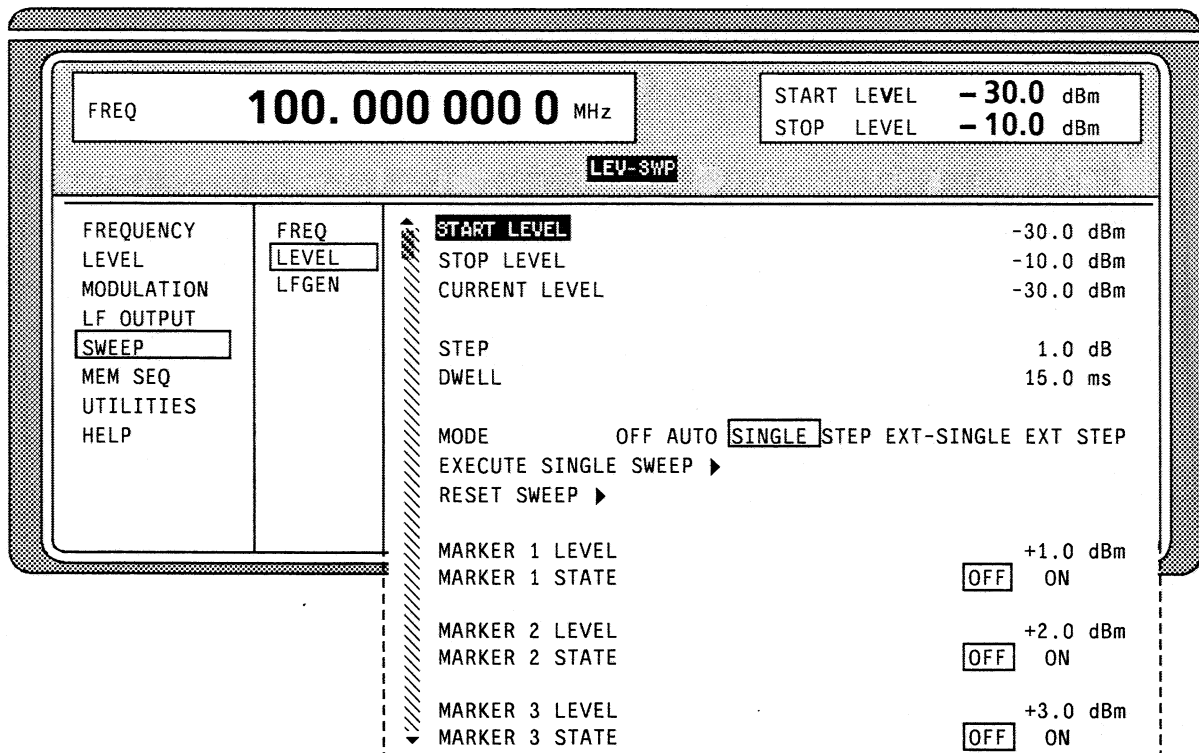 FREQ 100. 000 000 0 MHz
START LEVEL – 30.0 dBm
STOP LEVEL – 10.0 dBm
LEV-SWP
FREQUENCY
LEVEL
MODULATION
LF OUTPUT
SWEEP
MEM SEQ
UTILITIES
HELP
FREQ
LEVEL
LFGEN
START LEVEL -30.0 dBm
STOP LEVEL -10.0 dBm
CURRENT LEVEL -30.0 dBm
STEP 1.0 dB
DWELL 15.0 ms
MODE OFF AUTO SINGLE STEP EXT-SINGLE EXT STEP
EXECUTE SINGLE SWEEP ▶
RESET SWEEP ▶
MARKER 1 LEVEL +1.0 dBm
MARKER 1 STATE OFF ON
MARKER 2 LEVEL +2.0 dBm
MARKER 2 STATE OFF ON
MARKER 3 LEVEL +3.0 dBm
MARKER 3 STATE OFF ON